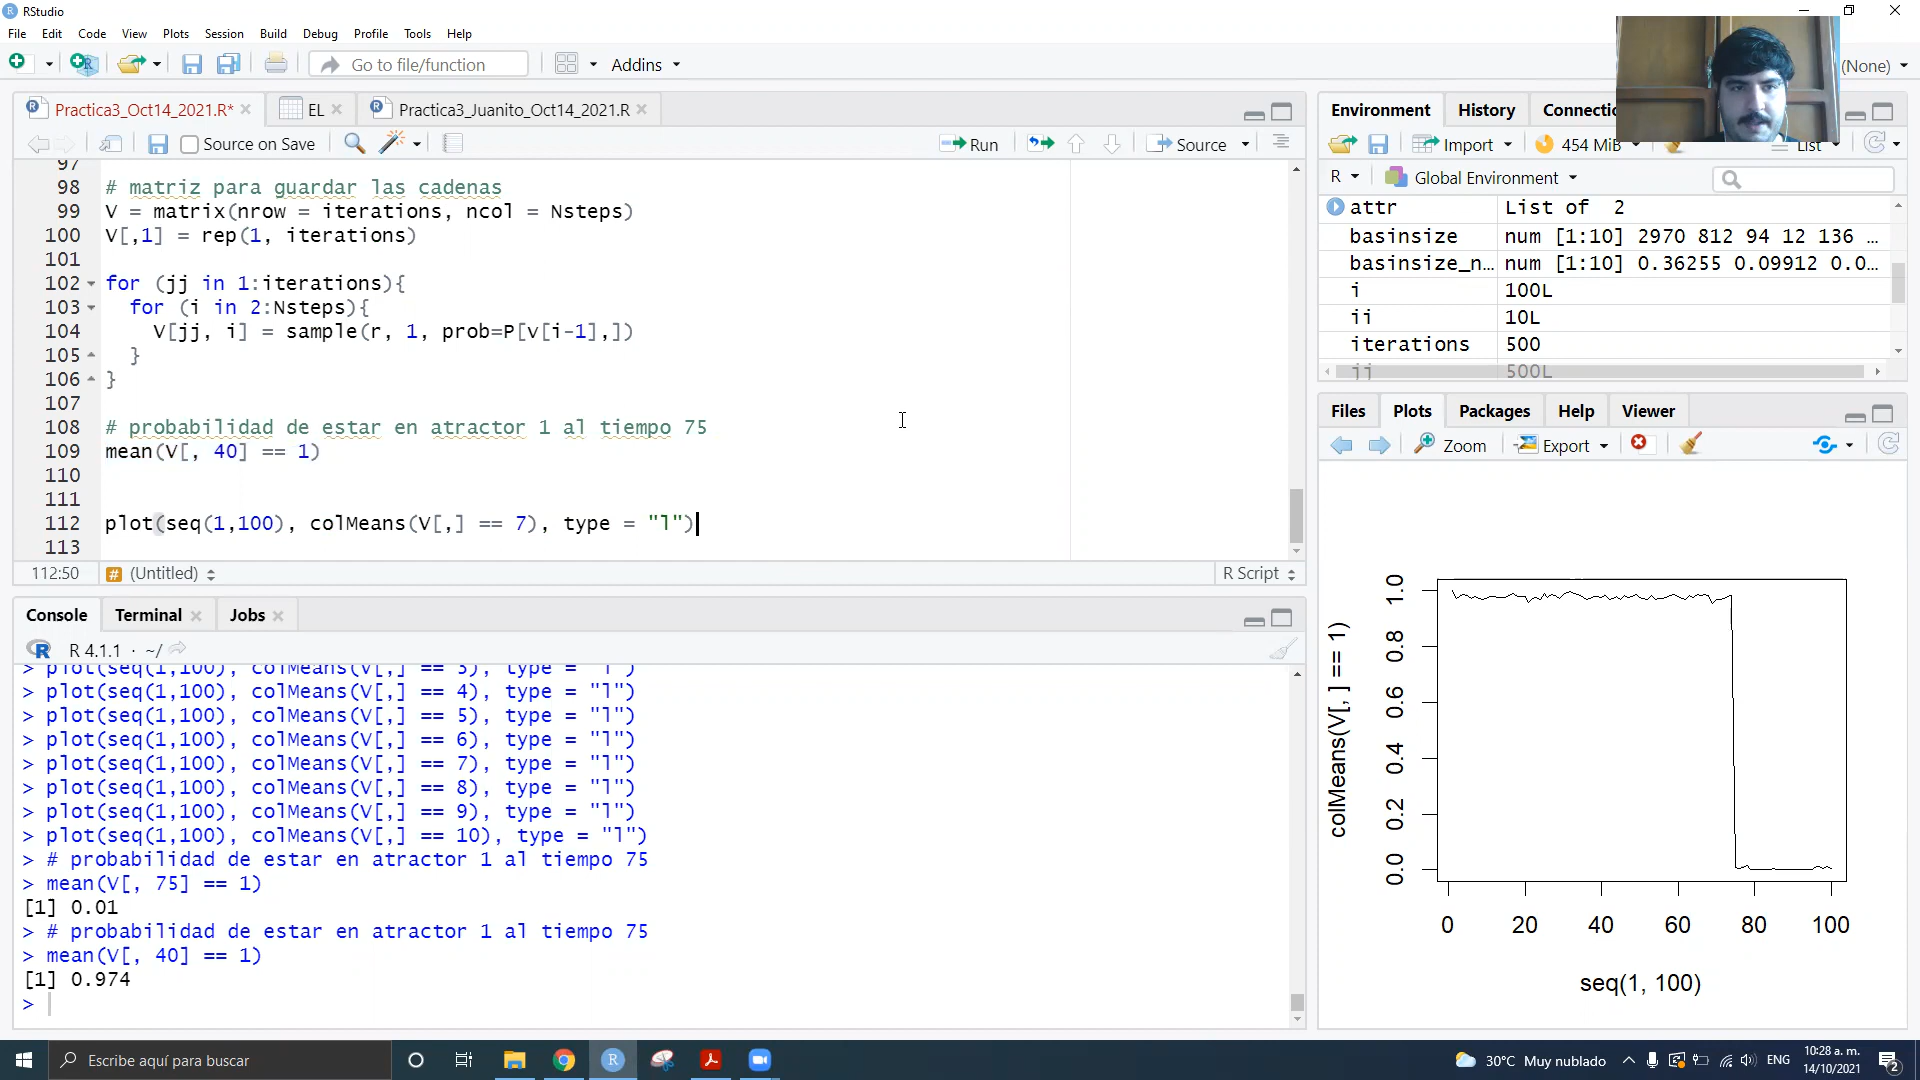 RStudio
File Edit Code View Plots Session Build Debug Profile Tools Help
Go to file/function Addins (None)
Practica3_Oct14_2021.R* EL Practica3_Juanito_Oct14_2021.R
Source on Save Run Source
97
98 # matriz para guardar las cadenas
99 V = matrix(nrow = iterations, ncol = Nsteps)
100 V[,1] = rep(1, iterations)
101
102 for (jj in 1:iterations){
103 for (i in 2:Nsteps){
104 V[jj, i] = sample(r, 1, prob=P[v[i-1],])
105 }
106 }
107
108 # probabilidad de estar en atractor 1 al tiempo 75
109 mean(V[, 40] == 1)
110
111
112 plot(seq(1,100), colMeans(V[,] == 7), type = "l")
113
112:50 # (Untitled) R Script
Console Terminal Jobs
R R 4.1.1 · ~/
> plot(seq(1,100), colMeans(V[,] == 3), type = "l")
> plot(seq(1,100), colMeans(V[,] == 4), type = "l")
> plot(seq(1,100), colMeans(V[,] == 5), type = "l")
> plot(seq(1,100), colMeans(V[,] == 6), type = "l")
> plot(seq(1,100), colMeans(V[,] == 7), type = "l")
> plot(seq(1,100), colMeans(V[,] == 8), type = "l")
> plot(seq(1,100), colMeans(V[,] == 9), type = "l")
> plot(seq(1,100), colMeans(V[,] == 10), type = "l")
> # probabilidad de estar en atractor 1 al tiempo 75
> mean(V[, 75] == 1)
[1] 0.01
> # probabilidad de estar en atractor 1 al tiempo 75
> mean(V[, 40] == 1)
[1] 0.974
>
Environment History Connectio
Import 454 MiB List
R Global Environment
attr List of 2
basinsize num [1:10] 2970 812 94 12 136 ...
basinsize_n... num [1:10] 0.36255 0.09912 0.0...
i 100L
ii 10L
iterations 500
jj 500L
Files Plots Packages Help Viewer
Zoom Export
colMeans(V[, ] == 1)
1.0
0.8
0.6
0.4
0.2
0.0
0 20 40 60 80 100
seq(1, 100)
Escribe aquí para buscar
30°C Muy nublado ENG 10:28 a. m.
14/10/2021
2